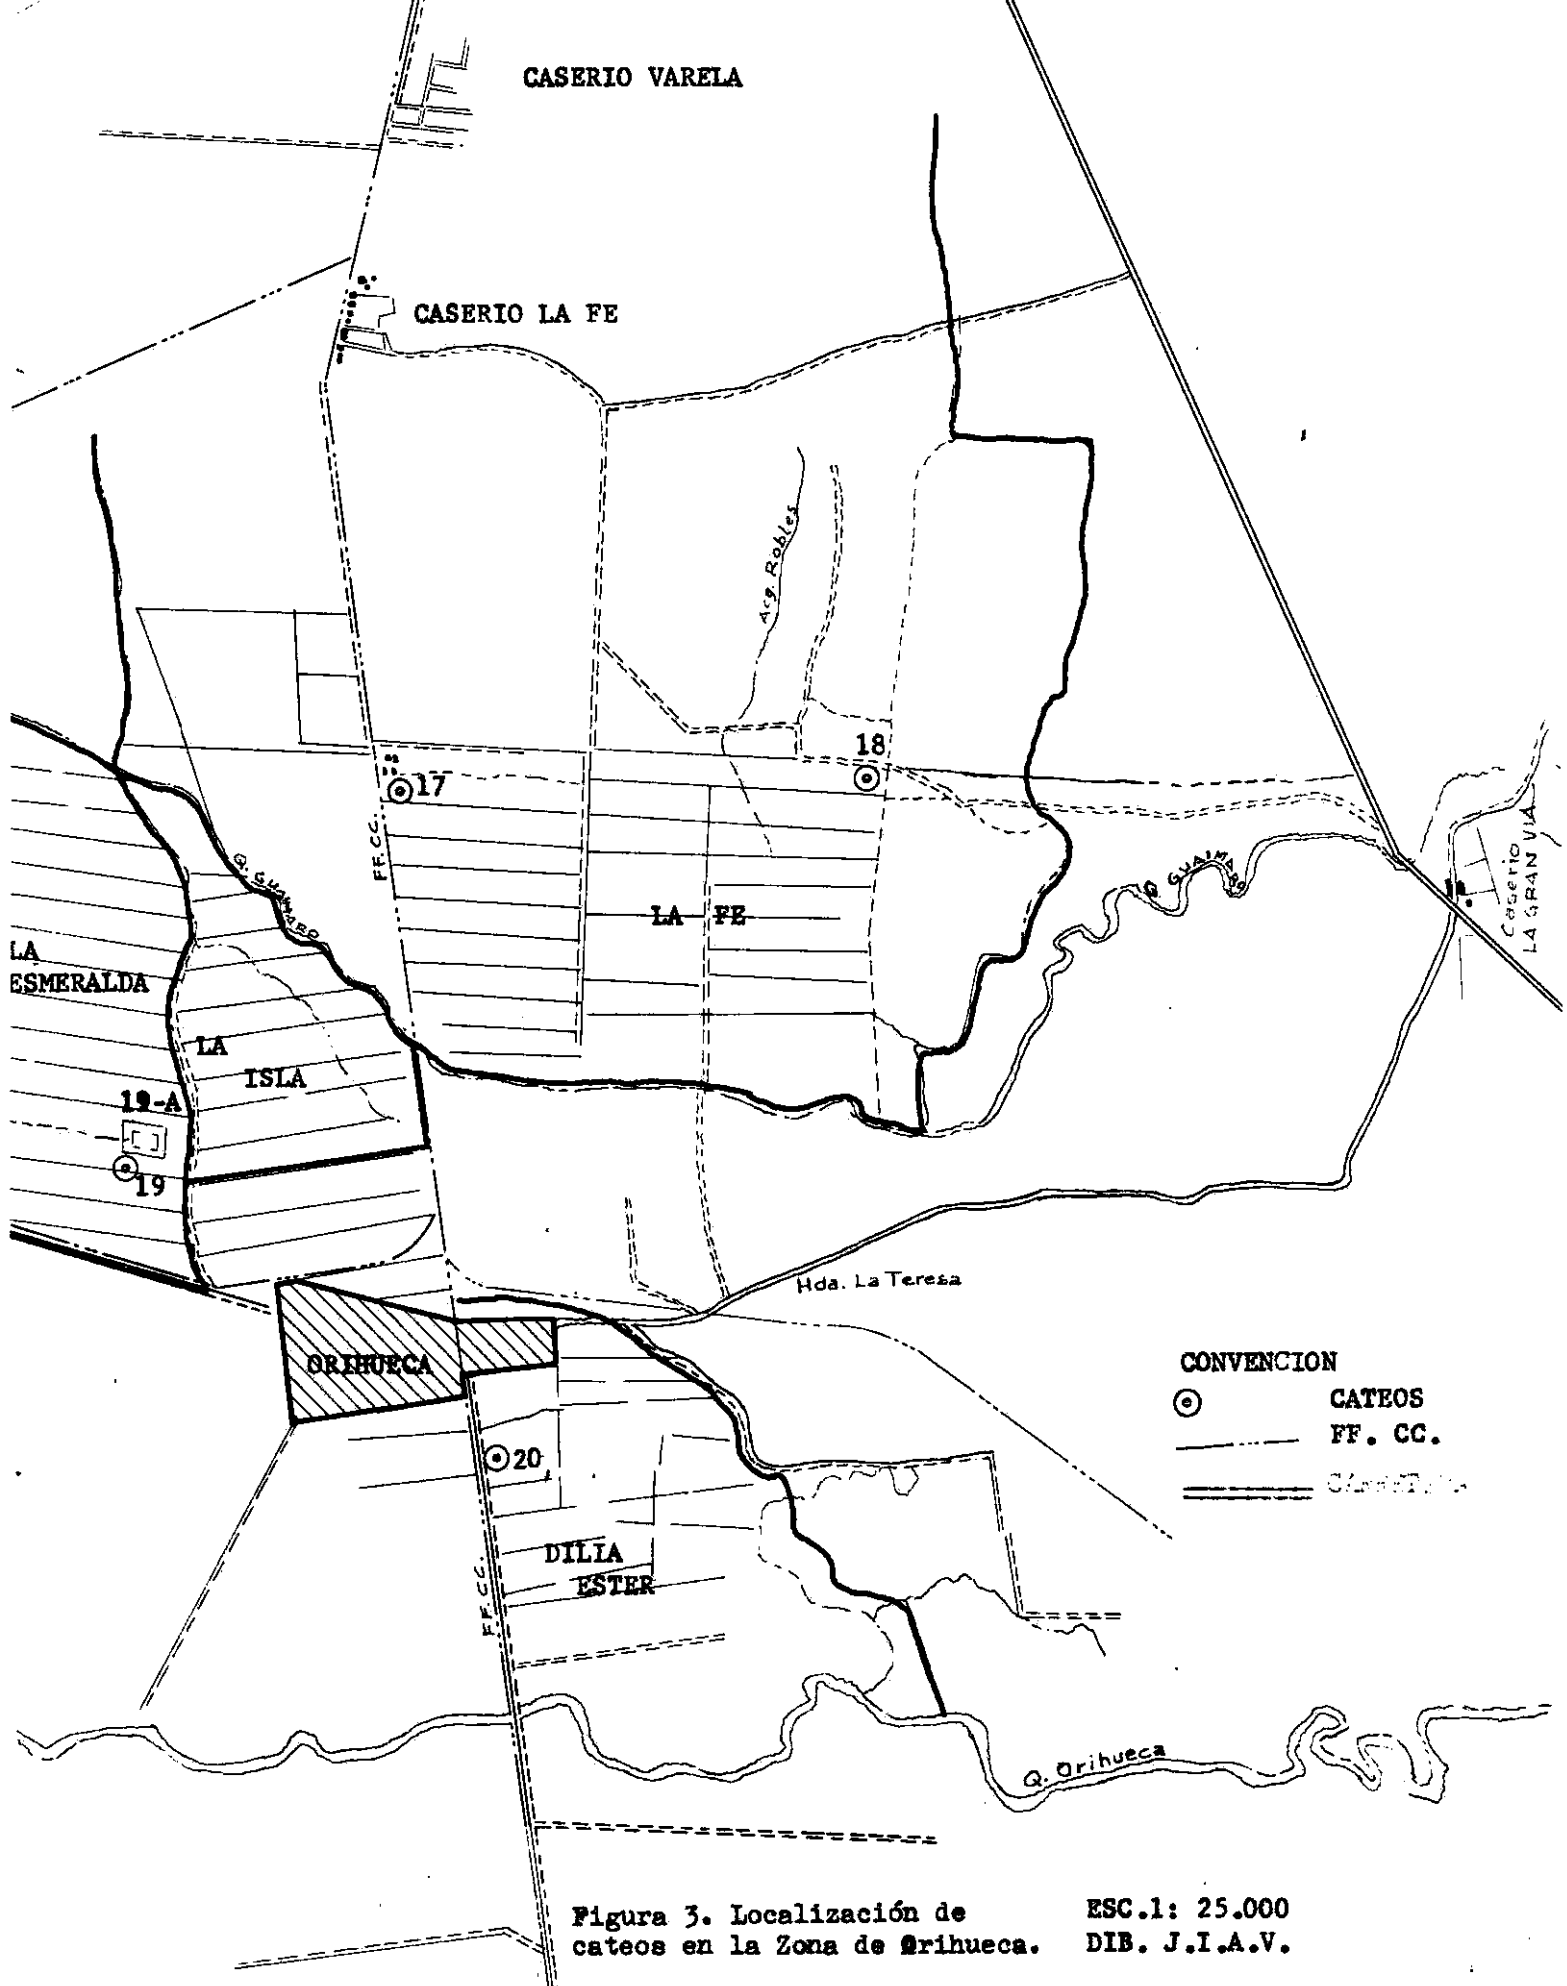 CASERIO VARELA
CASERIO LA FE
Acq. Robles
18
17
FF.CC.
Q. GUAIMARO
Q. GUAIMARO
Caserio
LA GRAN VIA
LA FE
LA
ESMERALDA
LA
ISLA
19-A
19
Hda. La Teresa
ORIHUECA
CONVENCION
CATEOS
FF. CC.
20
DILIA
ESTER
FF.CC.
Q. Orihueca
Figura 3. Localización de
cateos en la Zona de Orihueca.
ESC.1: 25.000
DIB. J.I.A.V.